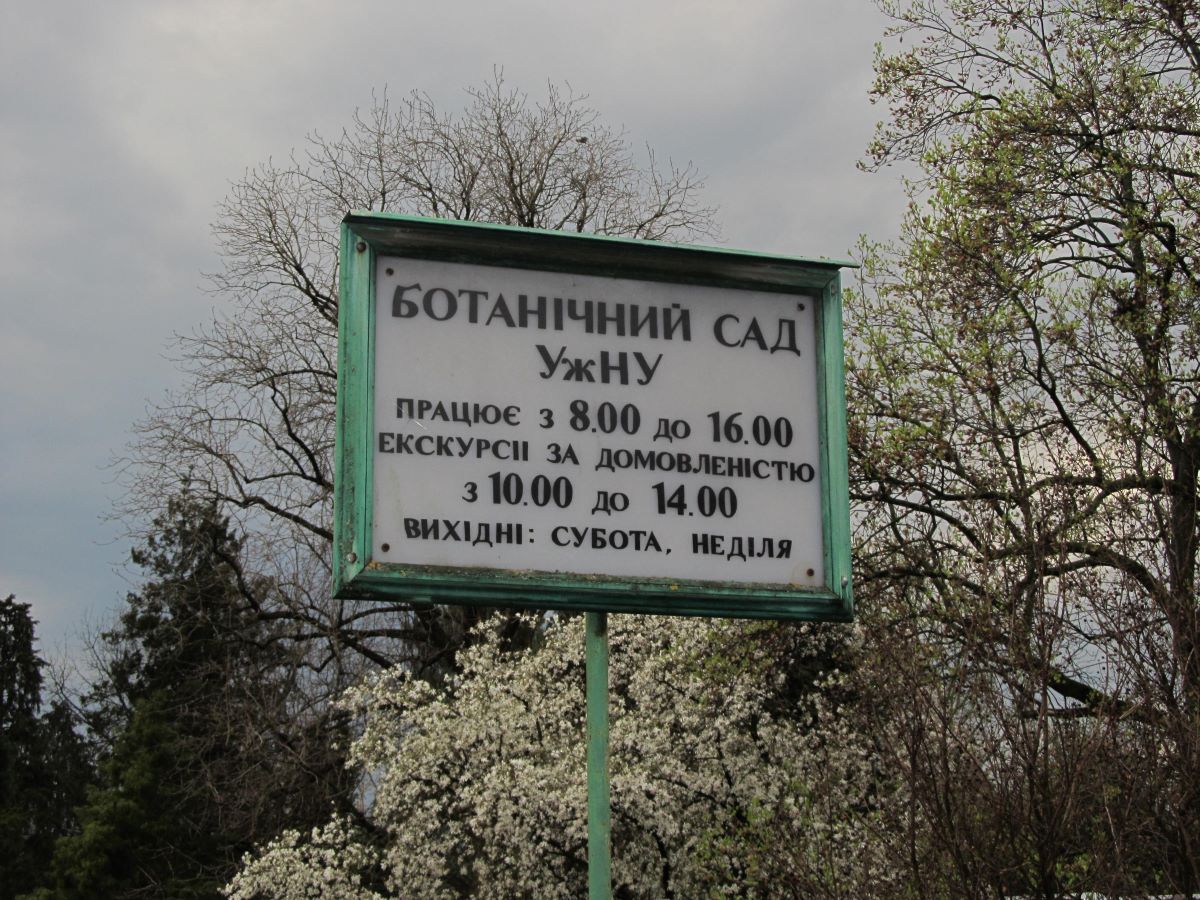 БОТАНІЧНИЙ САД
УжНУ
ПРАЦЮЄ З 8.00 ДО 16.00
ЕКСКУРСІЇ ЗА ДОМОВЛЕНІСТЮ
З 10.00 ДО 14.00
ВИХІДНІ: СУБОТА, НЕДІЛЯ